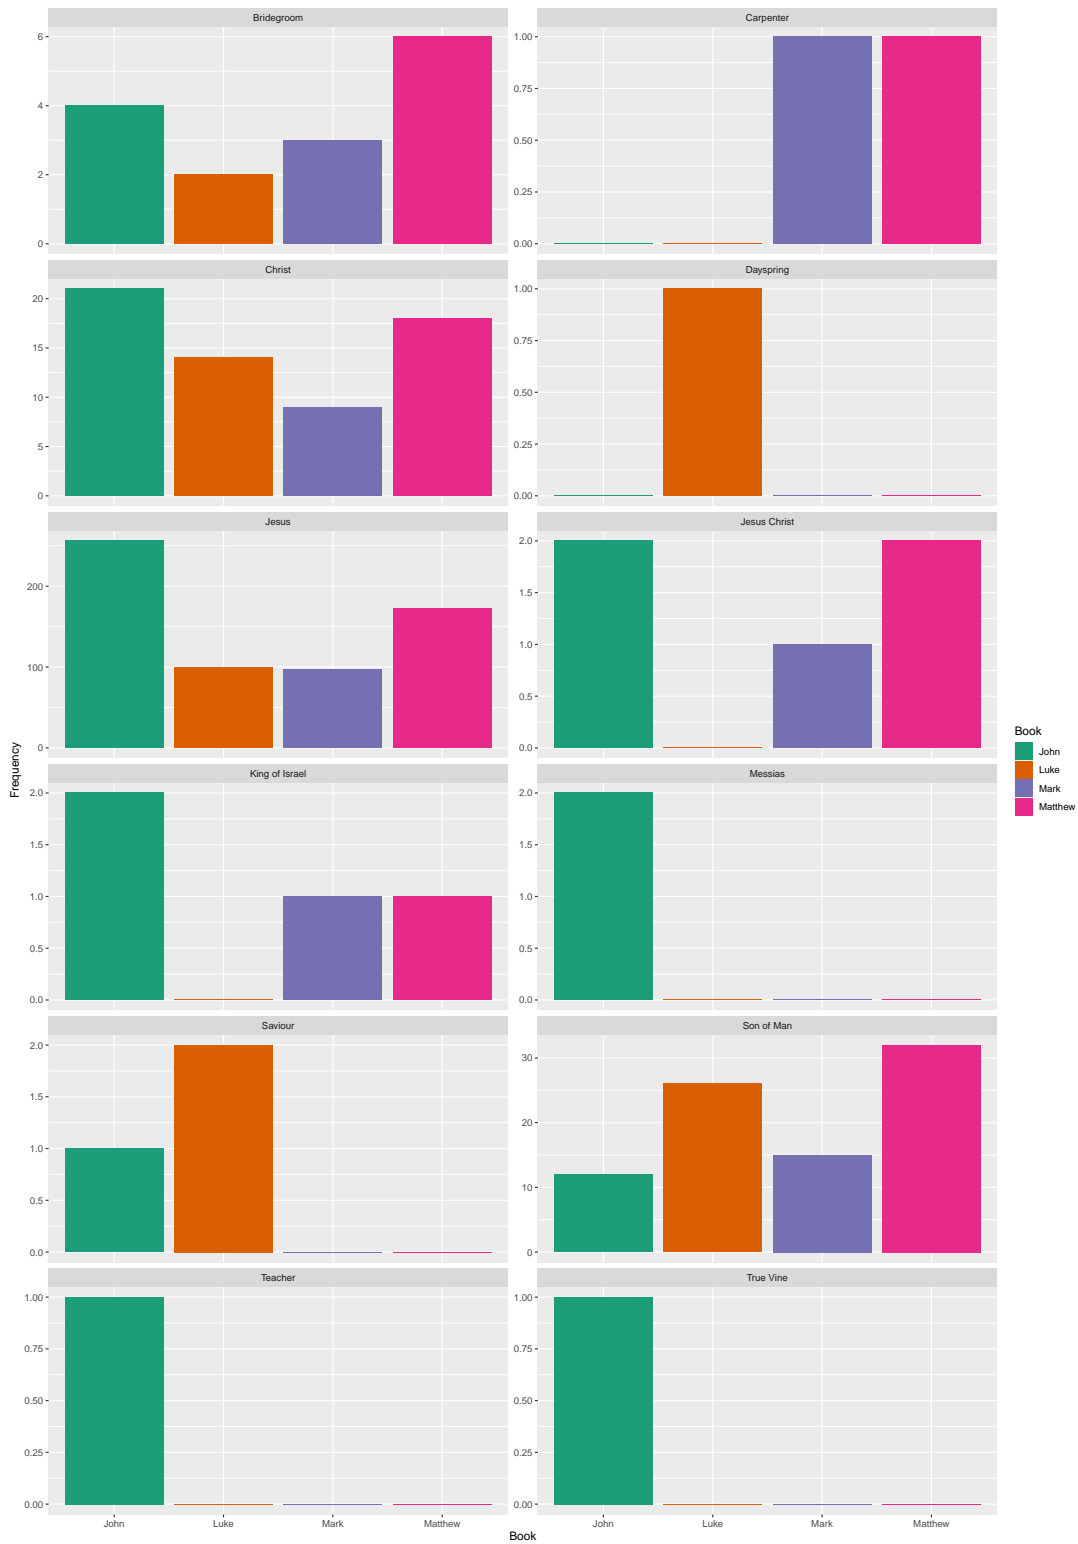 Bridegroom
Carpenter
6
4
2
0
1.00
0.75
0.50
0.25
0.00
Christ
Dayspring
20
15
10
5
0
1.00
0.75
0.50
0.25
0.00
Jesus
Jesus Christ
200
100
0
2.0
1.5
1.0
0.5
0.0
King of Israel
Messias
2.0
1.5
1.0
0.5
0.0
2.0
1.5
1.0
0.5
0.0
Saviour
Son of Man
2.0
1.5
1.0
0.5
0.0
30
20
10
0
Teacher
True Vine
1.00
0.75
0.50
0.25
0.00
1.00
0.75
0.50
0.25
0.00
John Luke Mark Matthew
John Luke Mark Matthew
Book
Frequency
Book
John
Luke
Mark
Matthew